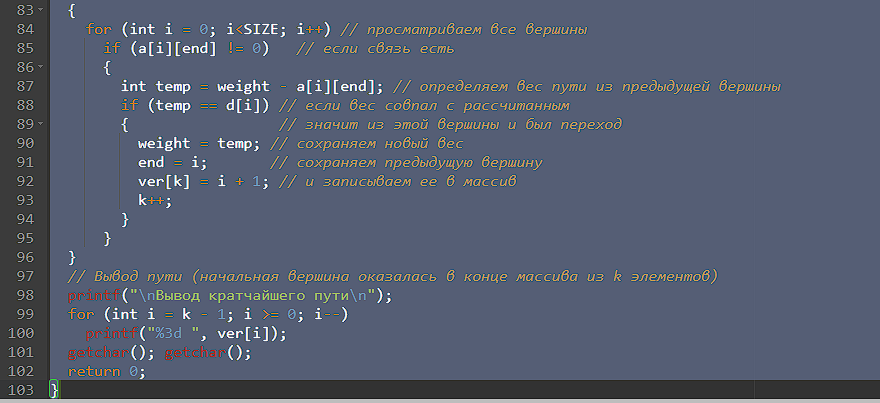 83 {
84 for (int i = 0; i<SIZE; i++) // просматриваем все вершины
85 if (a[i][end] != 0) // если связь есть
86 {
87 int temp = weight - a[i][end]; // определяем вес пути из предыдущей вершины
88 if (temp == d[i]) // если вес совпал с рассчитанным
89 { // значит из этой вершины и был переход
90 weight = temp; // сохраняем новый вес
91 end = i; // сохраняем предыдущую вершину
92 ver[k] = i + 1; // и записываем ее в массив
93 k++;
94 }
95 }
96 }
97 // Вывод пути (начальная вершина оказалась в конце массива из k элементов)
98 printf("\nВывод кратчайшего пути\n");
99 for (int i = k - 1; i >= 0; i--)
100 printf("%3d ", ver[i]);
101 getchar(); getchar();
102 return 0;
103 }